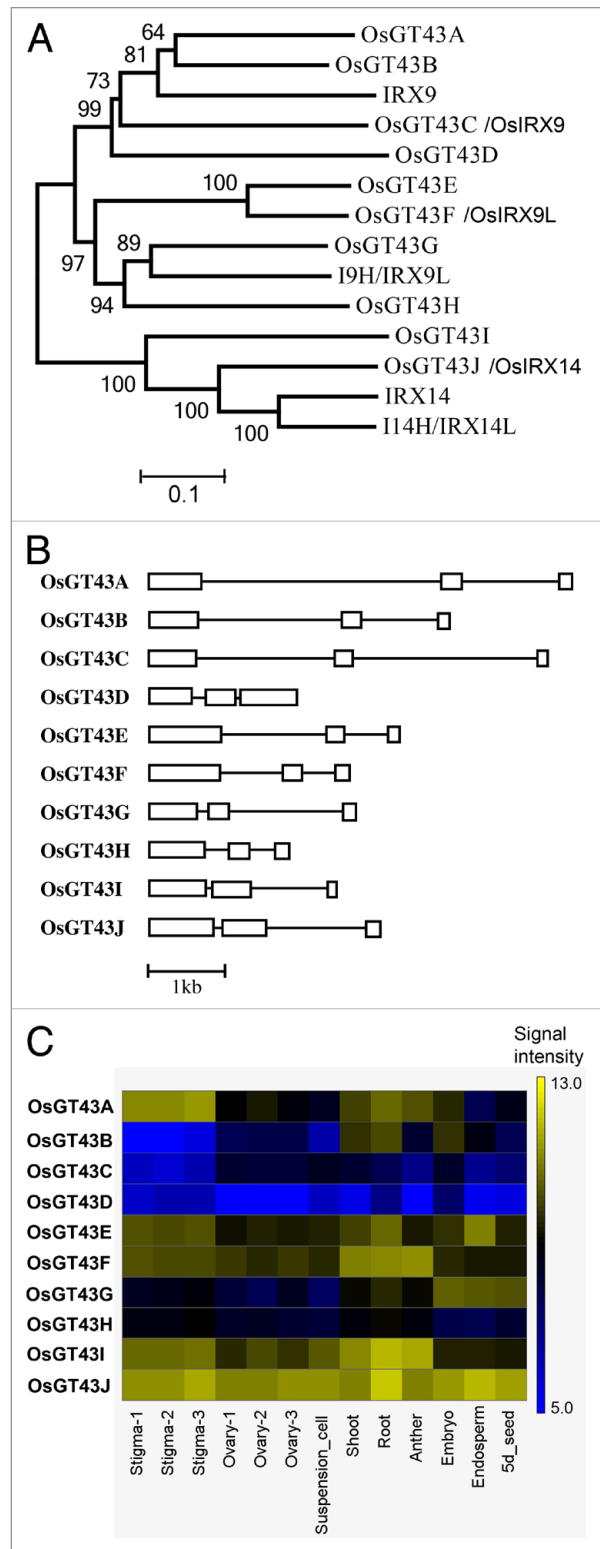 A
64
OsGT43A
81
OsGT43B
73
IRX9
99
OsGT43C /OsIRX9
OsGT43D
100
OsGT43E
OsGT43F /OsIRX9L
89
OsGT43G
97
I9H/IRX9L
94
OsGT43H
OsGT43I
100
OsGT43J /OsIRX14
100
IRX14
100
I14H/IRX14L
0.1
B
OsGT43A
OsGT43B
OsGT43C
OsGT43D
OsGT43E
OsGT43F
OsGT43G
OsGT43H
OsGT43I
OsGT43J
1kb
C
Signal
intensity
13.0
5.0
OsGT43A
OsGT43B
OsGT43C
OsGT43D
OsGT43E
OsGT43F
OsGT43G
OsGT43H
OsGT43I
OsGT43J
Stigma-1
Stigma-2
Stigma-3
Ovary-1
Ovary-2
Ovary-3
Suspension_cell
Shoot
Root
Anther
Embryo
Endosperm
5d_seed